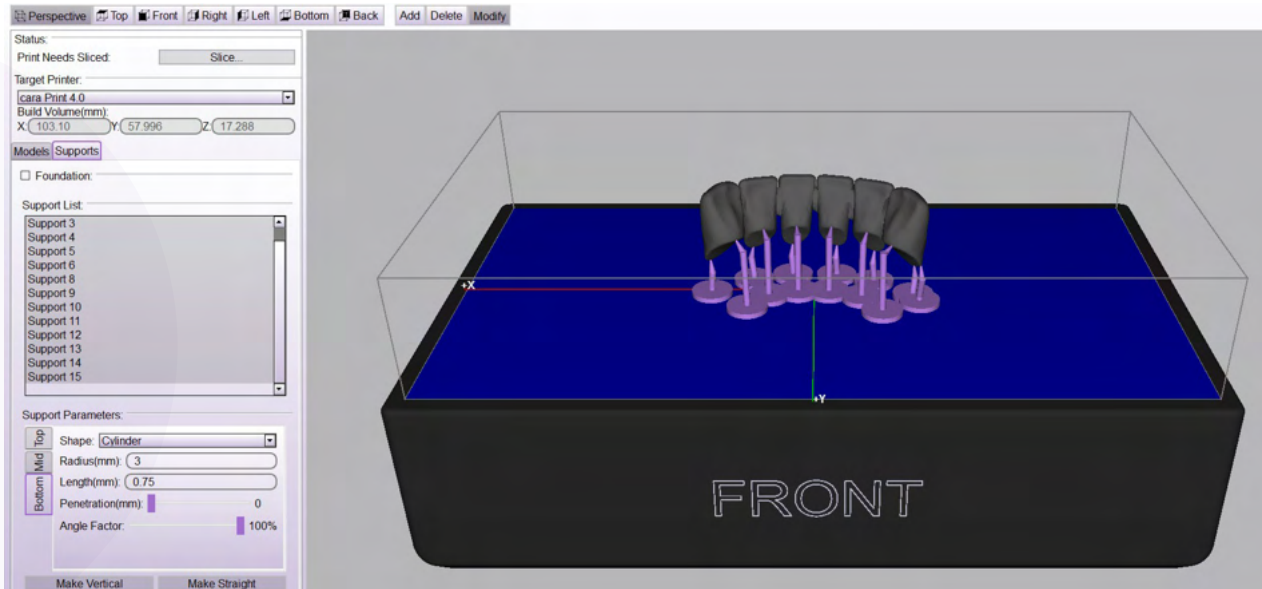 Perspective Top Front Right Left Bottom Back Add Delete Modify
Status:
Print Needs Sliced: Slice...
Target Printer:
cara Print 4.0
Build Volume(mm):
X: 103.10 Y: 57.996 Z: 17.288
Models Supports
Foundation:
Support List:
Support 3
Support 4
Support 5
Support 6
Support 8
Support 9
Support 10
Support 11
Support 12
Support 13
Support 14
Support 15
Support Parameters:
Top
Mid
Bottom
Shape: Cylinder
Radius(mm): 3
Length(mm): 0.75
Penetration(mm): 0
Angle Factor: 100%
Make Vertical Make Straight
+X
+Y
FRONT